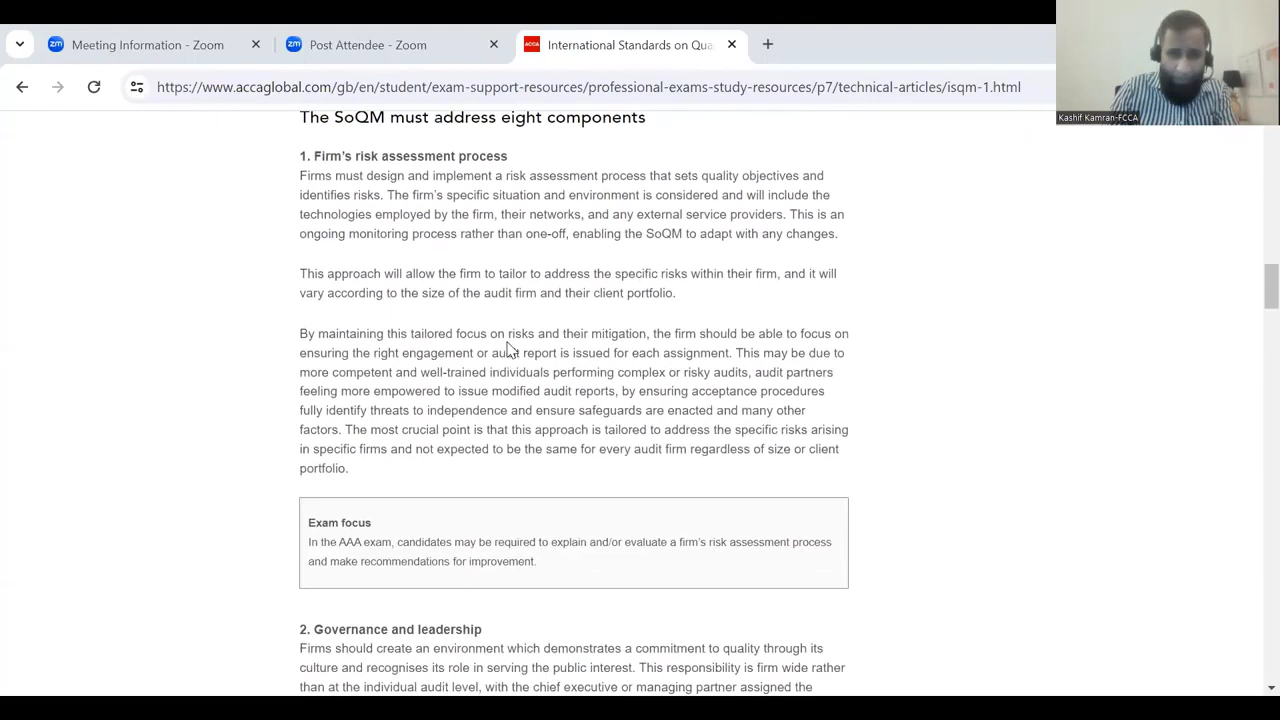 Meeting Information - Zoom
Post Attendee - Zoom
ACCA
International Standards on Qua
https://www.accaglobal.com/gb/en/student/exam-support-resources/professional-exams-study-resources/p7/technical-articles/isqm-1.html
Kashif Kamran-FCCA
The SoQM must address eight components
1. Firm's risk assessment process
Firms must design and implement a risk assessment process that sets quality objectives and
identifies risks. The firm's specific situation and environment is considered and will include the
technologies employed by the firm, their networks, and any external service providers. This is an
ongoing monitoring process rather than one-off, enabling the SoQM to adapt with any changes.
This approach will allow the firm to tailor to address the specific risks within their firm, and it will
vary according to the size of the audit firm and their client portfolio.
By maintaining this tailored focus on risks and their mitigation, the firm should be able to focus on
ensuring the right engagement or audit report is issued for each assignment. This may be due to
more competent and well-trained individuals performing complex or risky audits, audit partners
feeling more empowered to issue modified audit reports, by ensuring acceptance procedures
fully identify threats to independence and ensure safeguards are enacted and many other
factors. The most crucial point is that this approach is tailored to address the specific risks arising
in specific firms and not expected to be the same for every audit firm regardless of size or client
portfolio.
Exam focus
In the AAA exam, candidates may be required to explain and/or evaluate a firm's risk assessment process
and make recommendations for improvement.
2. Governance and leadership
Firms should create an environment which demonstrates a commitment to quality through its
culture and recognises its role in serving the public interest. This responsibility is firm wide rather
than at the individual audit level, with the chief executive or managing partner assigned the